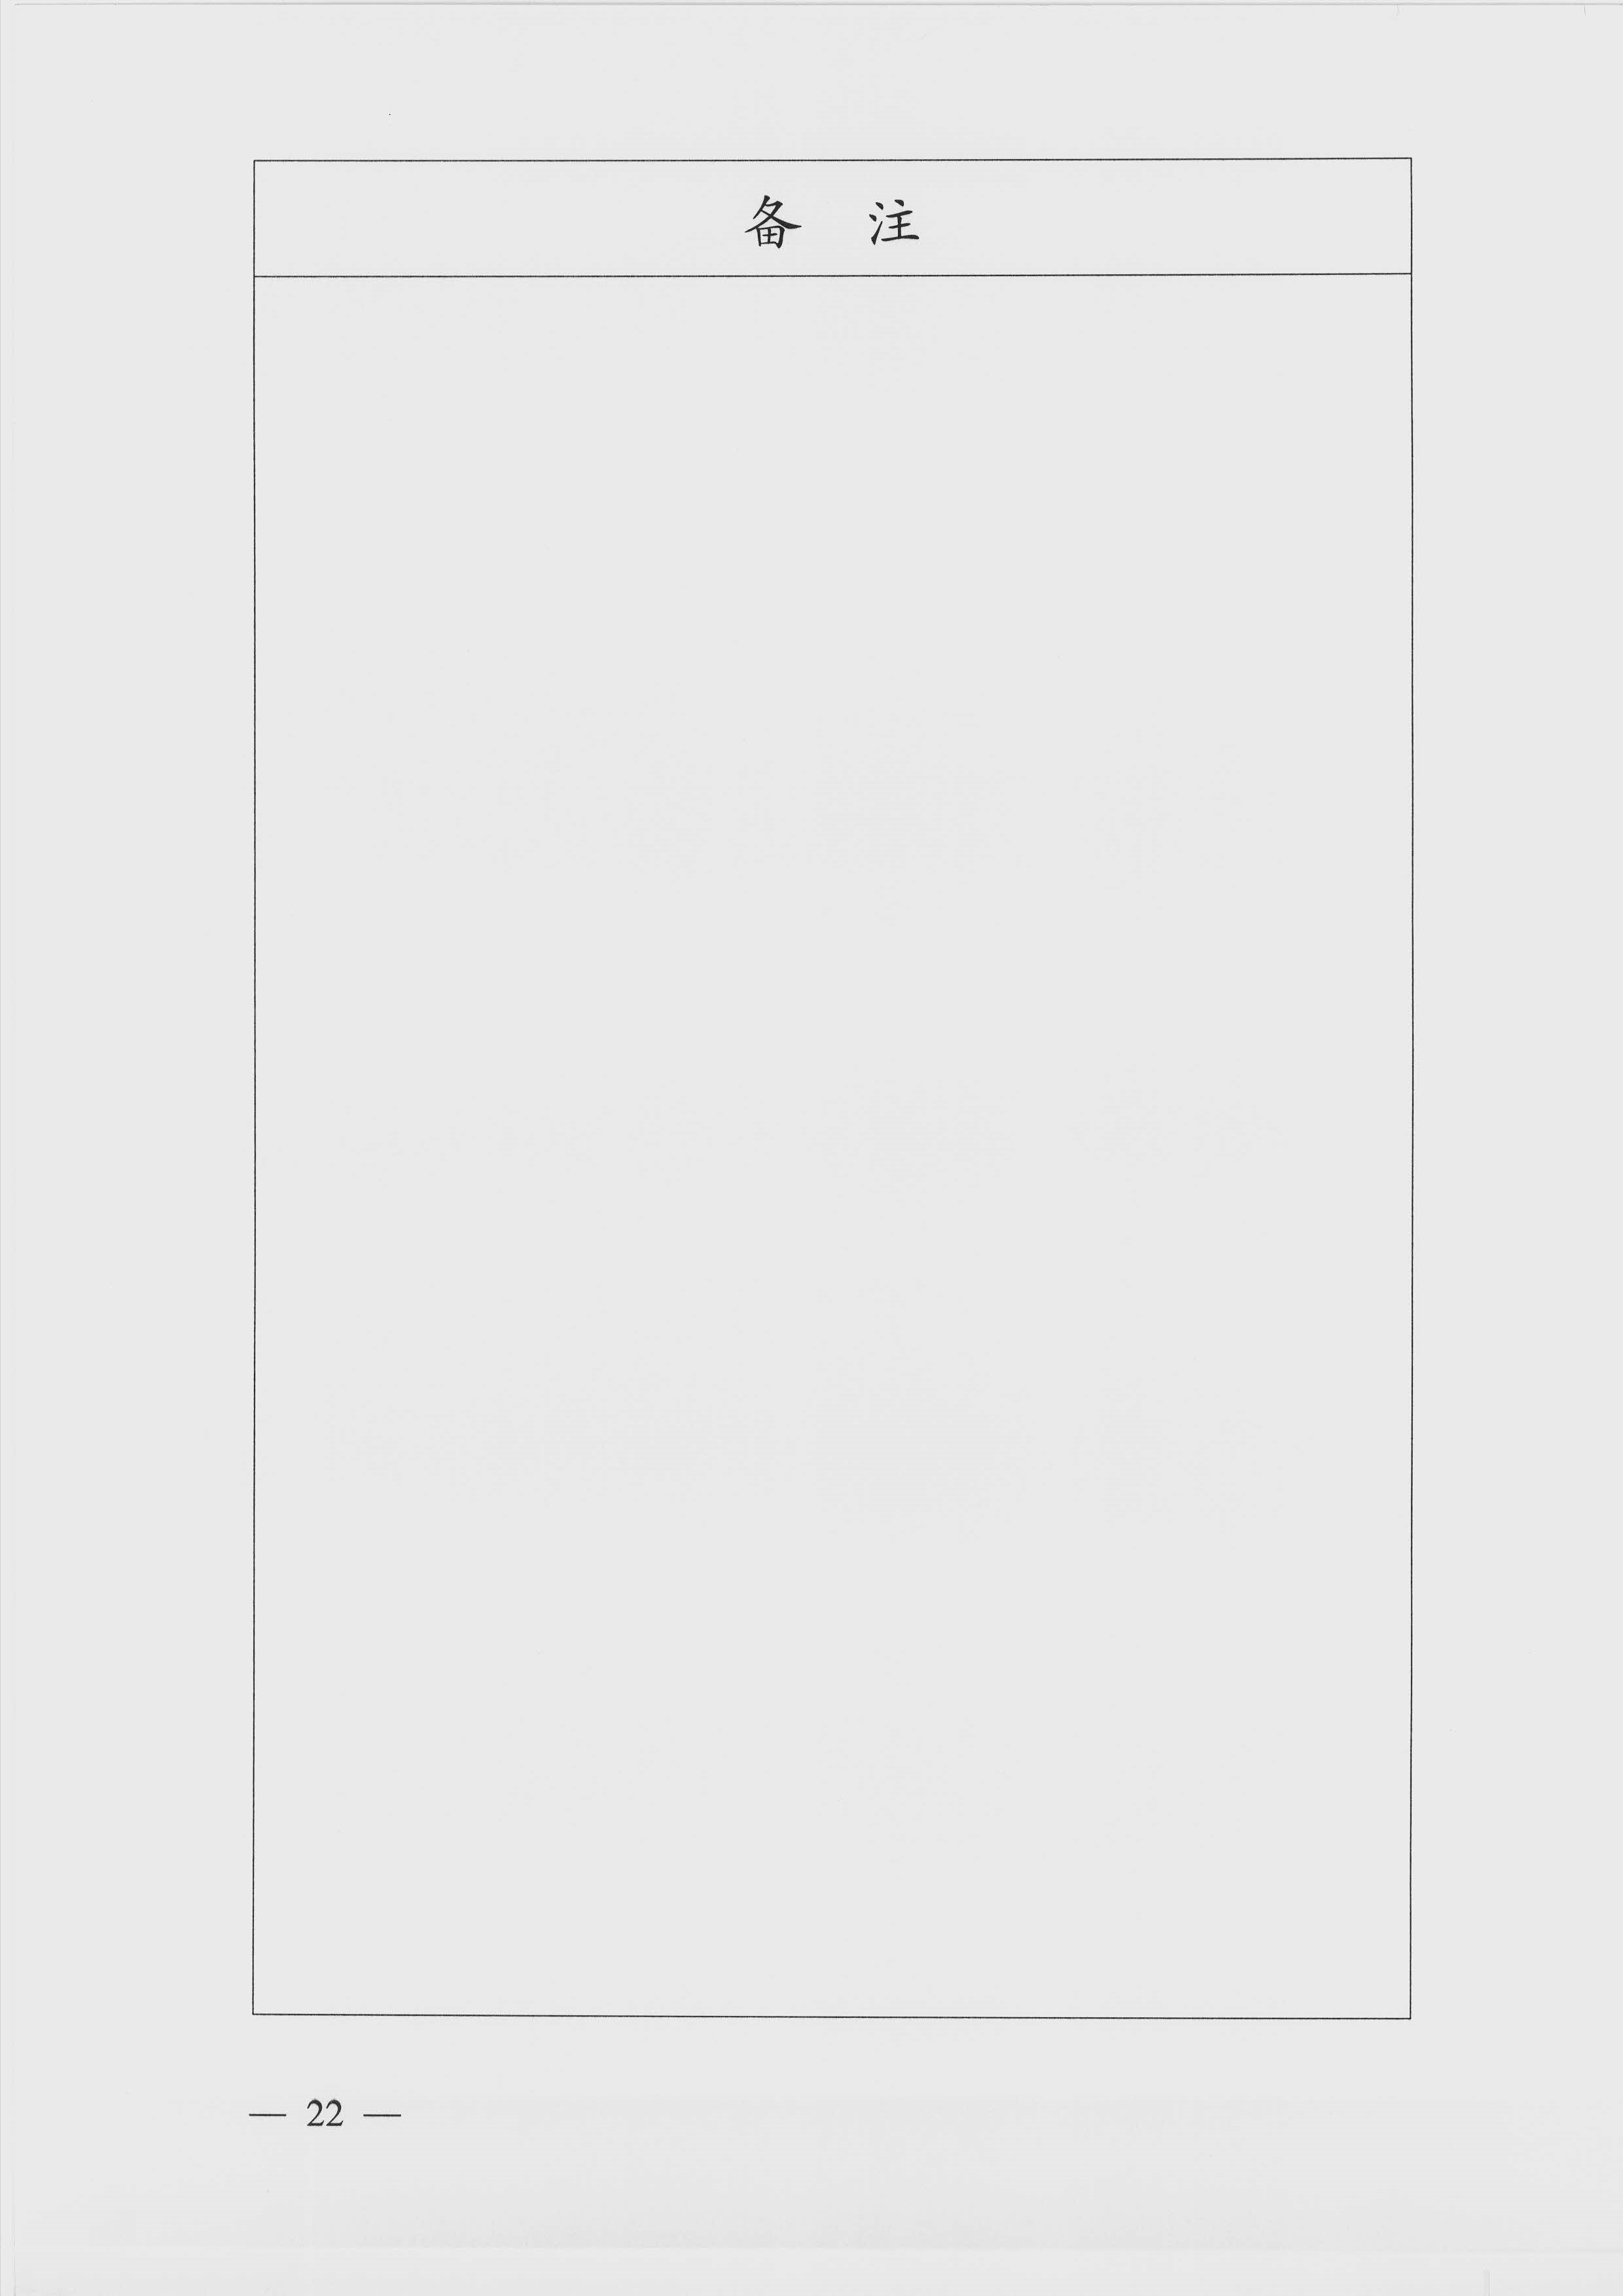 备 注
— 22 —